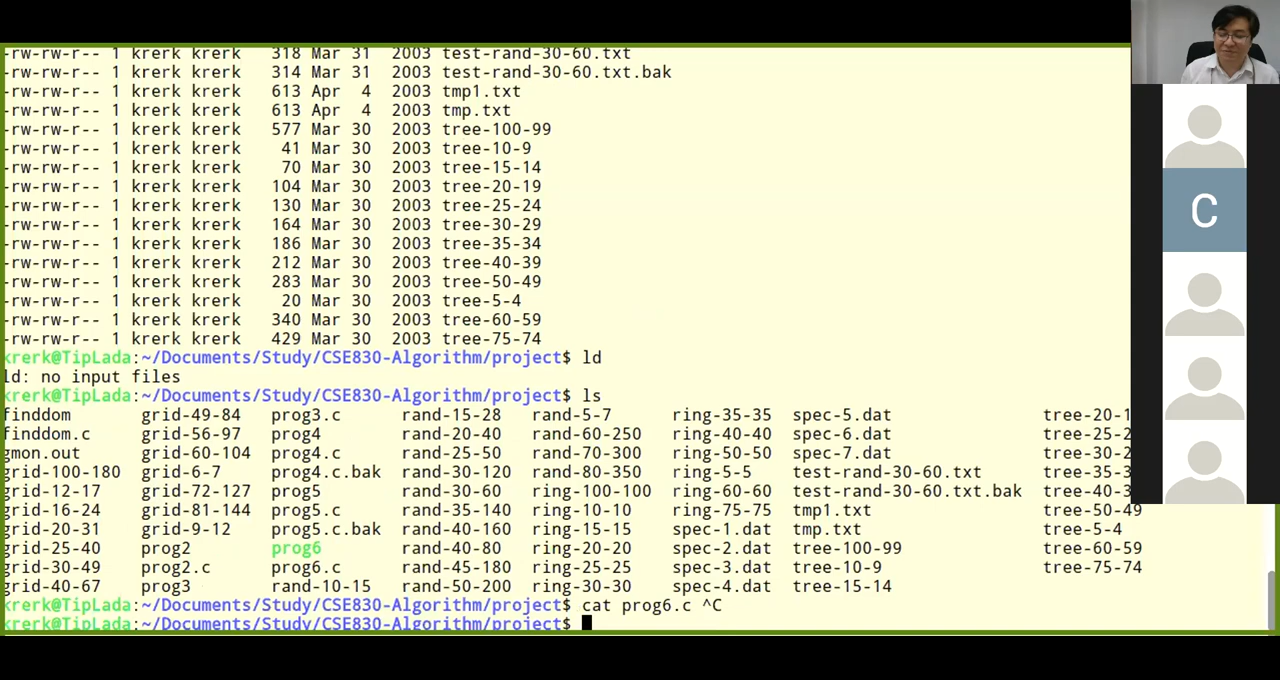 -rw-rw-r-- 1 krerk krerk 318 Mar 31 2003 test-rand-30-60.txt
-rw-rw-r-- 1 krerk krerk 314 Mar 31 2003 test-rand-30-60.txt.bak
-rw-rw-r-- 1 krerk krerk 613 Apr 4 2003 tmp1.txt
-rw-rw-r-- 1 krerk krerk 613 Apr 4 2003 tmp.txt
-rw-rw-r-- 1 krerk krerk 577 Mar 30 2003 tree-100-99
-rw-rw-r-- 1 krerk krerk 41 Mar 30 2003 tree-10-9
-rw-rw-r-- 1 krerk krerk 70 Mar 30 2003 tree-15-14
-rw-rw-r-- 1 krerk krerk 104 Mar 30 2003 tree-20-19
-rw-rw-r-- 1 krerk krerk 130 Mar 30 2003 tree-25-24
-rw-rw-r-- 1 krerk krerk 164 Mar 30 2003 tree-30-29
-rw-rw-r-- 1 krerk krerk 186 Mar 30 2003 tree-35-34
-rw-rw-r-- 1 krerk krerk 212 Mar 30 2003 tree-40-39
-rw-rw-r-- 1 krerk krerk 283 Mar 30 2003 tree-50-49
-rw-rw-r-- 1 krerk krerk 20 Mar 30 2003 tree-5-4
-rw-rw-r-- 1 krerk krerk 340 Mar 30 2003 tree-60-59
-rw-rw-r-- 1 krerk krerk 429 Mar 30 2003 tree-75-74
krerk@TipLada:~/Documents/Study/CSE830-Algorithm/project$ ld
ld: no input files
krerk@TipLada:~/Documents/Study/CSE830-Algorithm/project$ ls
finddom grid-49-84 prog3.c rand-15-28 rand-5-7 ring-35-35 spec-5.dat tree-20-1
finddom.c grid-56-97 prog4 rand-20-40 rand-60-250 ring-40-40 spec-6.dat tree-25-2
gmon.out grid-60-104 prog4.c rand-25-50 rand-70-300 ring-50-50 spec-7.dat tree-30-2
grid-100-180 grid-6-7 prog4.c.bak rand-30-120 rand-80-350 ring-5-5 test-rand-30-60.txt tree-35-3
grid-12-17 grid-72-127 prog5 rand-30-60 ring-100-100 ring-60-60 test-rand-30-60.txt.bak tree-40-3
grid-16-24 grid-81-144 prog5.c rand-35-140 ring-10-10 ring-75-75 tmp1.txt tree-50-49
grid-20-31 grid-9-12 prog5.c.bak rand-40-160 ring-15-15 spec-1.dat tmp.txt tree-5-4
grid-25-40 prog2 prog6 rand-40-80 ring-20-20 spec-2.dat tree-100-99 tree-60-59
grid-30-49 prog2.c prog6.c rand-45-180 ring-25-25 spec-3.dat tree-10-9 tree-75-74
grid-40-67 prog3 rand-10-15 rand-50-200 ring-30-30 spec-4.dat tree-15-14
krerk@TipLada:~/Documents/Study/CSE830-Algorithm/project$ cat prog6.c ^C
krerk@TipLada:~/Documents/Study/CSE830-Algorithm/project$
C